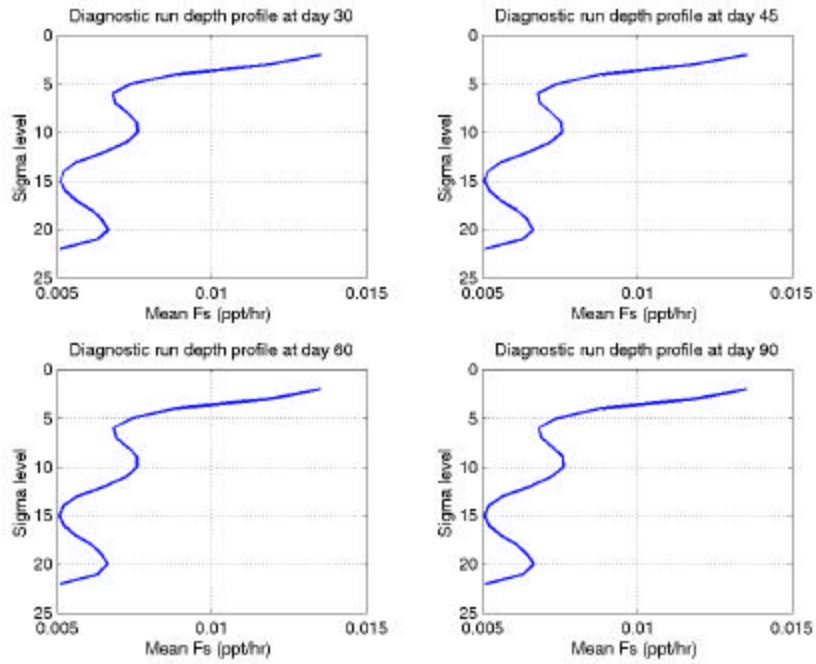 Diagnostic run depth profile at day 30
0
5
10
15
20
25
Sigma level
0.005 0.01 0.015
Mean Fs (ppt/hr)
Diagnostic run depth profile at day 45
0
5
10
15
20
25
Sigma level
0.005 0.01 0.015
Mean Fs (ppt/hr)
Diagnostic run depth profile at day 60
0
5
10
15
20
25
Sigma level
0.005 0.01 0.015
Mean Fs (ppt/hr)
Diagnostic run depth profile at day 90
0
5
10
15
20
25
Sigma level
0.005 0.01 0.015
Mean Fs (ppt/hr)